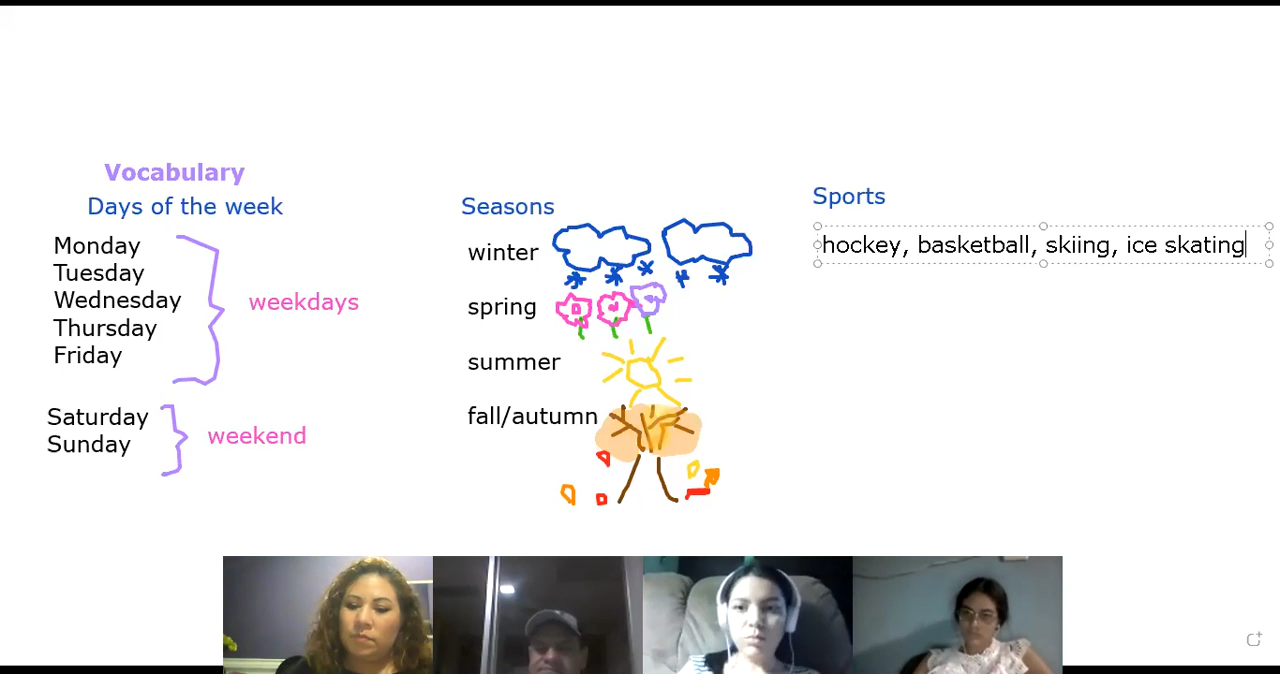 Vocabulary
Days of the week
Monday
Tuesday
Wednesday
Thursday
Friday
weekdays
Saturday
Sunday
weekend
Seasons
winter
spring
summer
fall/autumn
Sports
hockey, basketball, skiing, ice skating